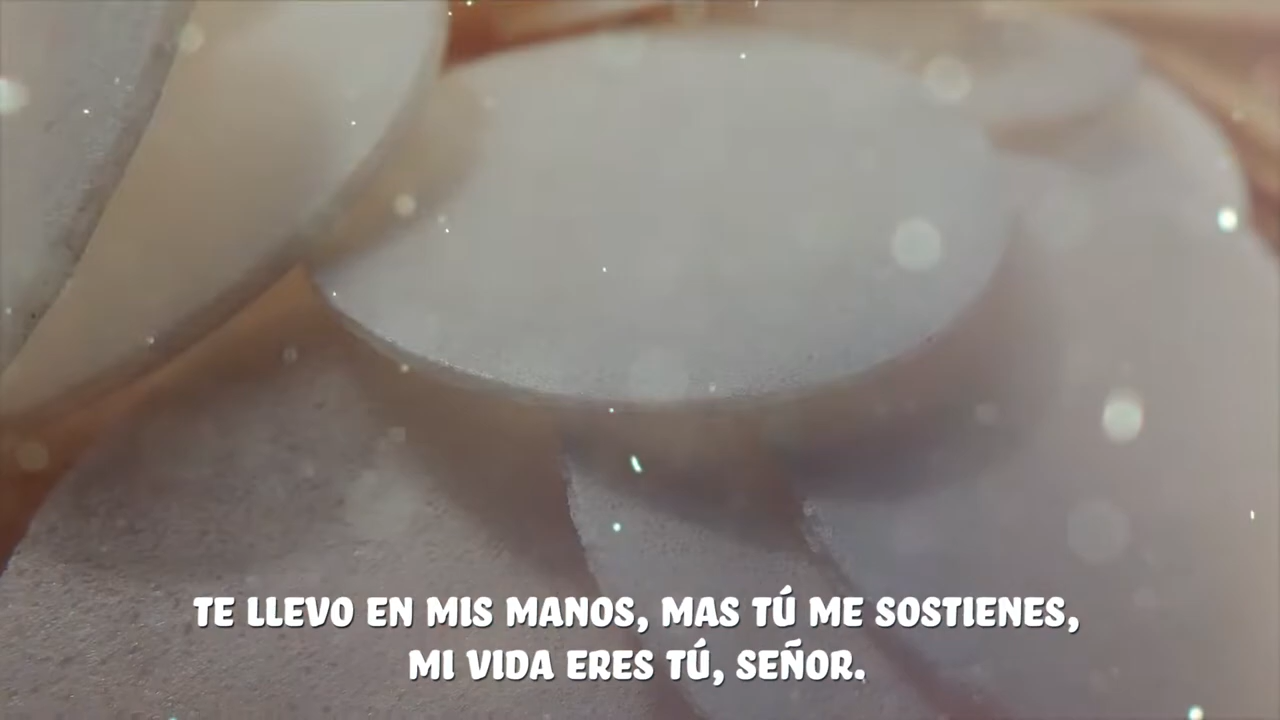 TE LLEVO EN MIS MANOS, MAS TÚ ME SOSTIENES,
MI VIDA ERES TÚ, SEÑOR.